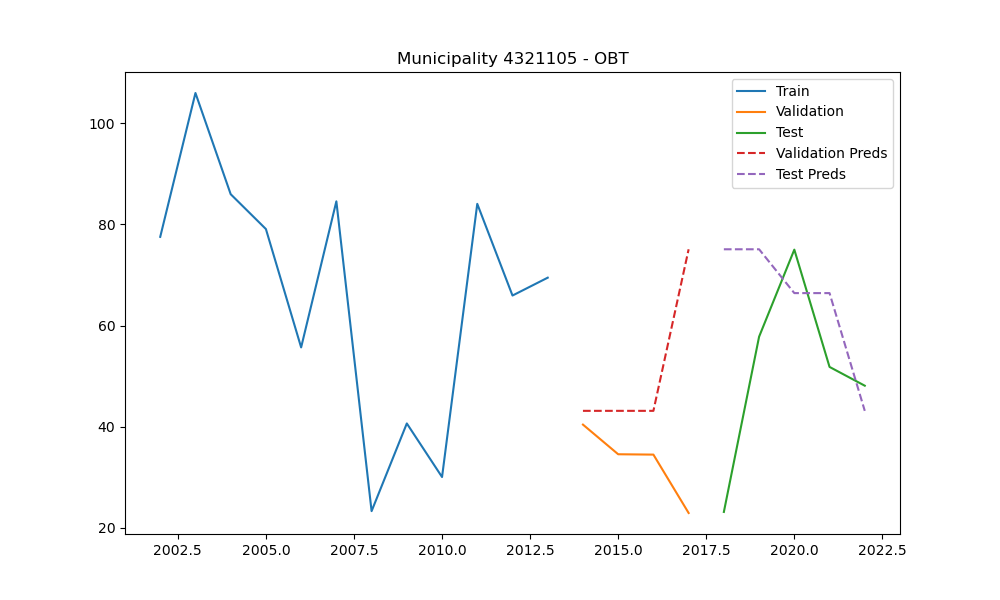 Municipality 4321105 - OBT
Train
Validation
Test
Validation Preds
Test Preds
100
80
60
40
20
2002.5 2005.0 2007.5 2010.0 2012.5 2015.0 2017.5 2020.0 2022.5